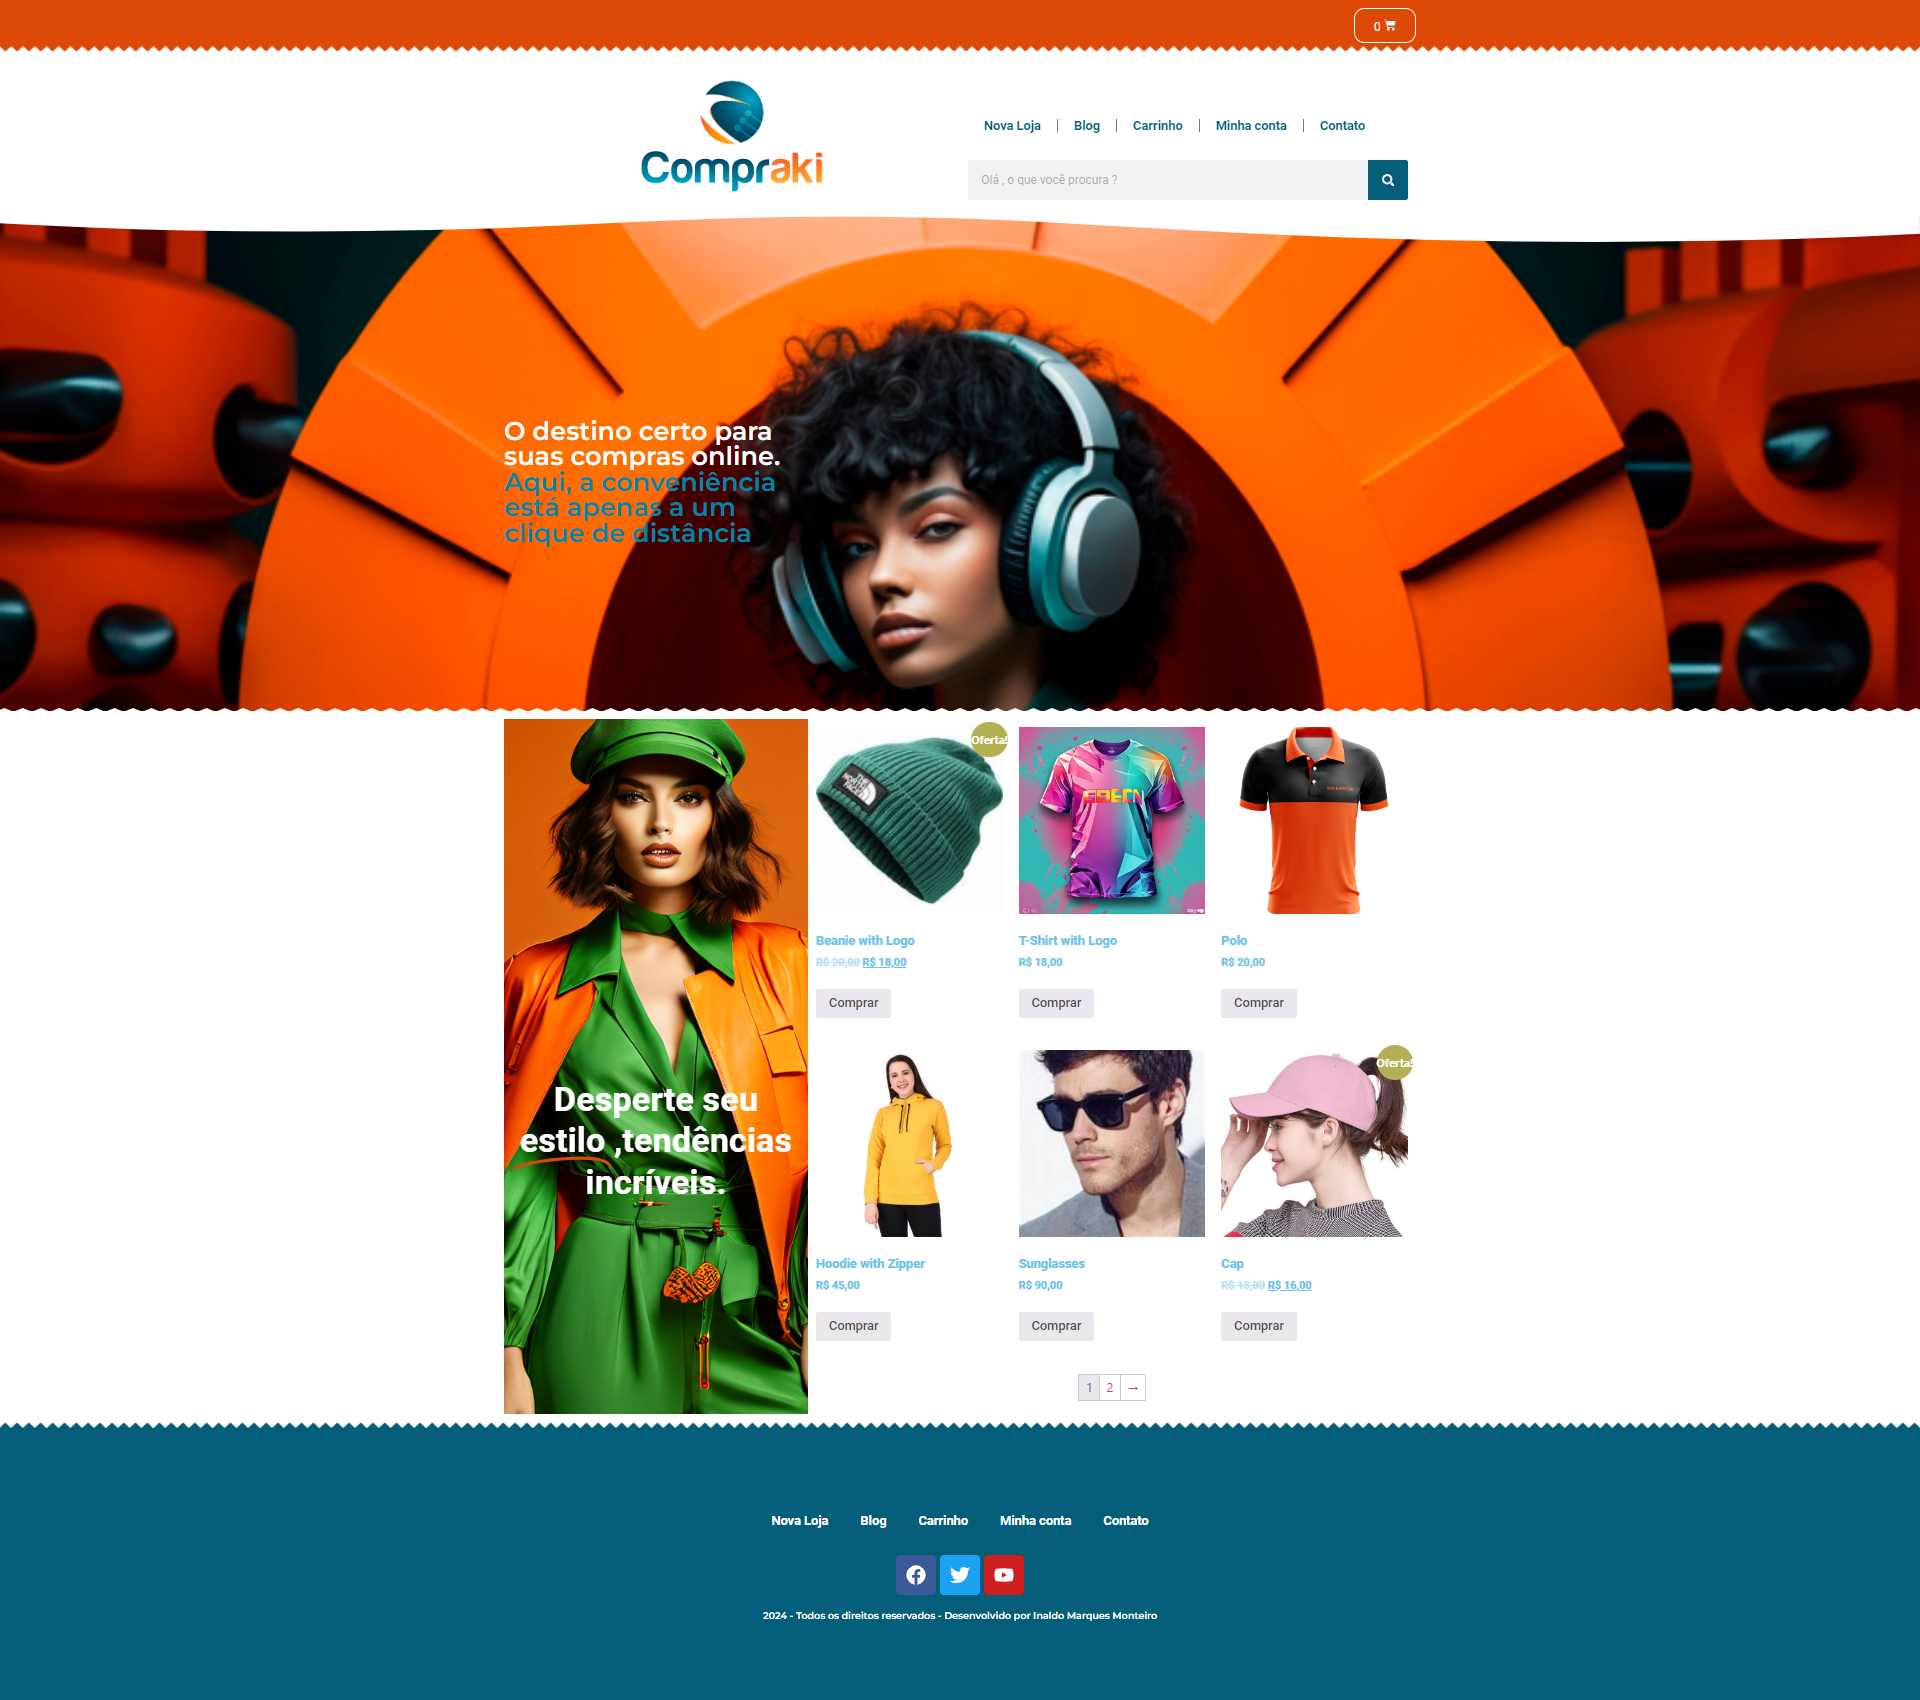 0
Compraki
Nova Loja
Blog
Carrinho
Minha conta
Contato
Olá , o que você procura ?
O destino certo para
suas compras online.
Aqui, a conveniência
está apenas a um
clique de distância
Desperte seu
estilo ,tendências
incríveis.
Oferta!
THE
NORTH
FACE
Beanie with Logo
R$ 20,00 R$ 18,00
Comprar
T-Shirt with Logo
R$ 18,00
Comprar
Polo
R$ 20,00
Comprar
Hoodie with Zipper
R$ 45,00
Comprar
Sunglasses
R$ 90,00
Comprar
Oferta!
Cap
R$ 18,00 R$ 16,00
Comprar
1 2 →
Nova Loja
Blog
Carrinho
Minha conta
Contato
2024 - Todos os direitos reservados - Desenvolvido por Inaldo Marques Monteiro